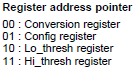 Register address pointer
00 : Conversion register
01 : Config register
10 : Lo_thresh register
11 : Hi_thresh register